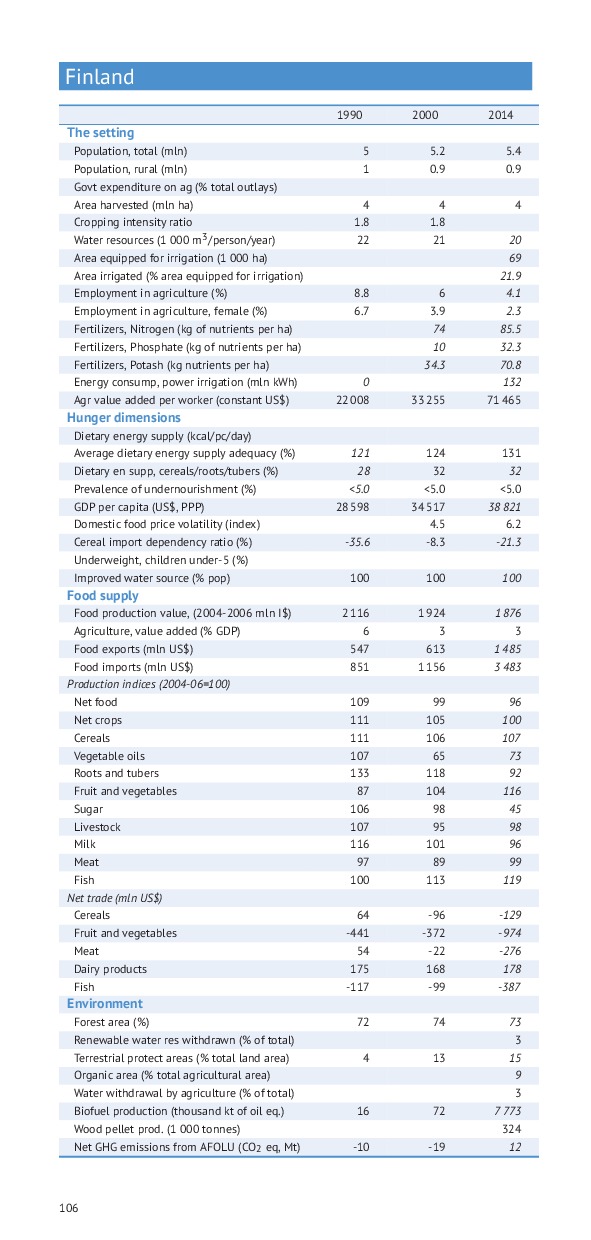 Finland
1990 2000 2014
The setting
Population, total (mln) 5 5.2 5.4
Population, rural (mln) 1 0.9 0.9
Govt expenditure on ag (% total outlays)
Area harvested (mln ha) 4 4 4
Cropping intensity ratio 1.8 1.8
Water resources (1 000 m³/person/year) 22 21 20
Area equipped for irrigation (1 000 ha) 69
Area irrigated (% area equipped for irrigation) 21.9
Employment in agriculture (%) 8.8 6 4.1
Employment in agriculture, female (%) 6.7 3.9 2.3
Fertilizers, Nitrogen (kg of nutrients per ha) 74 85.5
Fertilizers, Phosphate (kg of nutrients per ha) 10 32.3
Fertilizers, Potash (kg nutrients per ha) 34.3 70.8
Energy consump, power irrigation (mln kWh) 0 132
Agr value added per worker (constant US$) 22 008 33 255 71 465
Hunger dimensions
Dietary energy supply (kcal/pc/day)
Average dietary energy supply adequacy (%) 121 124 131
Dietary en supp, cereals/roots/tubers (%) 28 32 32
Prevalence of undernourishment (%) <5.0 <5.0 <5.0
GDP per capita (US$, PPP) 28 598 34 517 38 821
Domestic food price volatility (index) 4.5 6.2
Cereal import dependency ratio (%) -35.6 -8.3 -21.3
Underweight, children under-5 (%)
Improved water source (% pop) 100 100 100
Food supply
Food production value, (2004-2006 mln I$) 2 116 1 924 1 876
Agriculture, value added (% GDP) 6 3 3
Food exports (mln US$) 547 613 1 485
Food imports (mln US$) 851 1 156 3 483
Production indices (2004-06=100)
Net food 109 99 96
Net crops 111 105 100
Cereals 111 106 107
Vegetable oils 107 65 73
Roots and tubers 133 118 92
Fruit and vegetables 87 104 116
Sugar 106 98 45
Livestock 107 95 98
Milk 116 101 96
Meat 97 89 99
Fish 100 113 119
Net trade (mln US$)
Cereals 64 -96 -129
Fruit and vegetables -441 -372 -974
Meat 54 -22 -276
Dairy products 175 168 178
Fish -117 -99 -387
Environment
Forest area (%) 72 74 73
Renewable water res withdrawn (% of total) 3
Terrestrial protect areas (% total land area) 4 13 15
Organic area (% total agricultural area) 9
Water withdrawal by agriculture (% of total) 3
Biofuel production (thousand kt of oil eq.) 16 72 7 773
Wood pellet prod. (1 000 tonnes) 324
Net GHG emissions from AFOLU (CO₂ eq, Mt) -10 -19 12
106